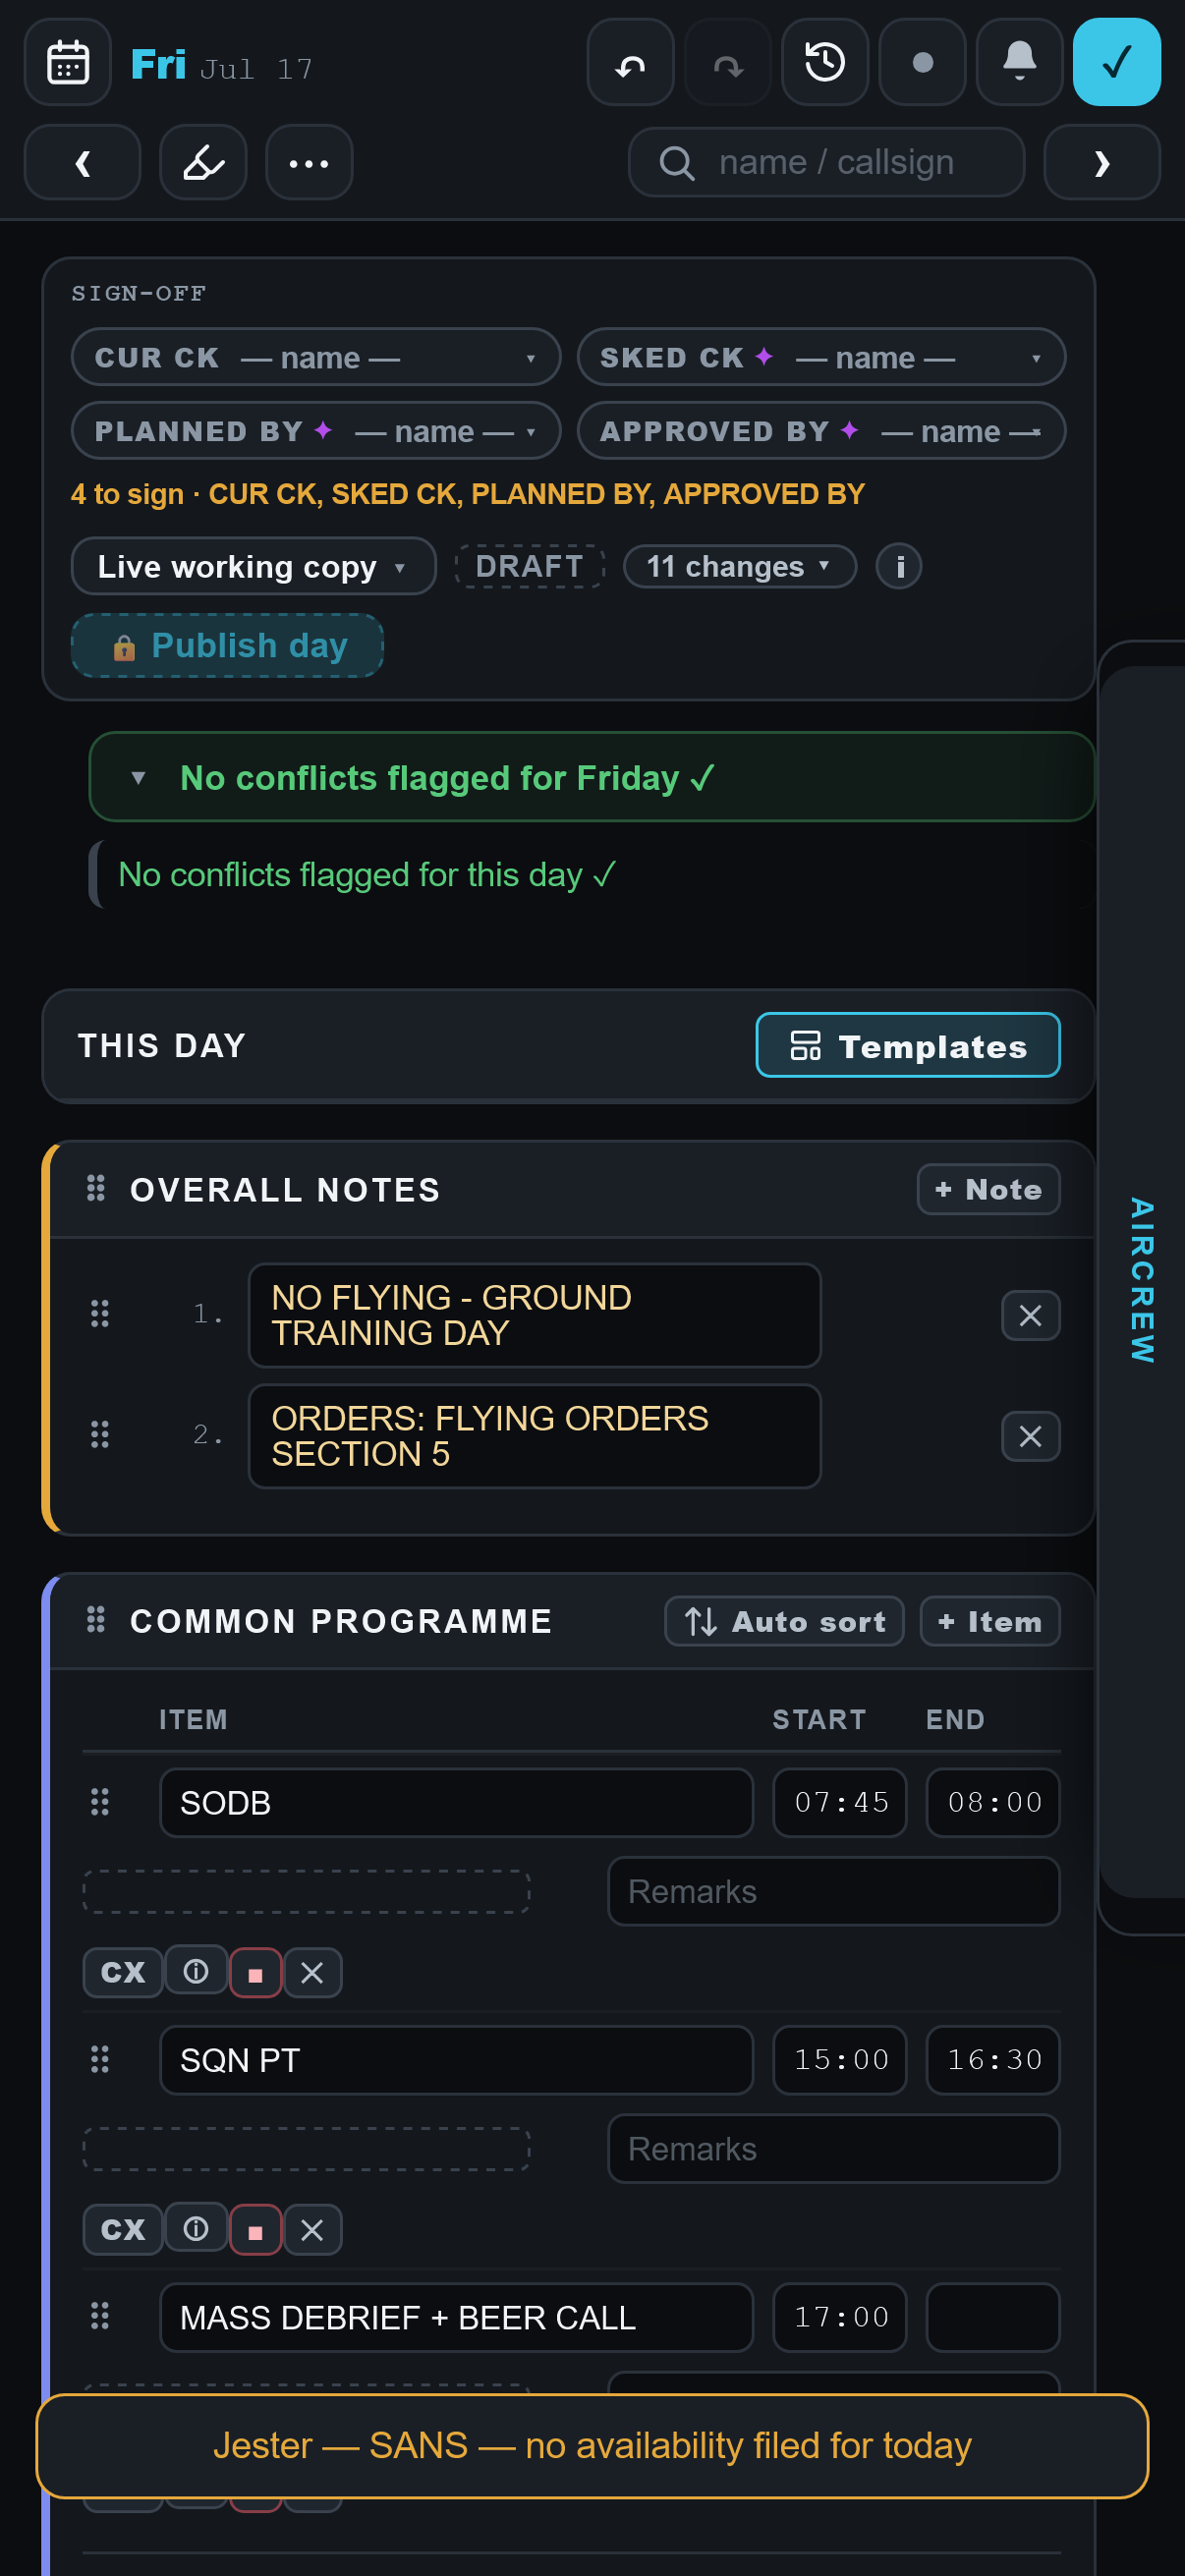 Fri Jul 17
name / callsign
SIGN-OFF
CUR CK — name —
SKED CK — name —
PLANNED BY — name —
APPROVED BY — name —
4 to sign · CUR CK, SKED CK, PLANNED BY, APPROVED BY
Live working copy
DRAFT
11 changes
i
Publish day
No conflicts flagged for Friday ✓
No conflicts flagged for this day ✓
THIS DAY
Templates
OVERALL NOTES
+ Note
1. NO FLYING - GROUND
TRAINING DAY
2. ORDERS: FLYING ORDERS
SECTION 5
COMMON PROGRAMME
Auto sort
+ Item
ITEM START END
SODB 07:45 08:00
Remarks
CX
SQN PT 15:00 16:30
Remarks
CX
MASS DEBRIEF + BEER CALL 17:00
Jester — SANS — no availability filed for today
AIRCREW